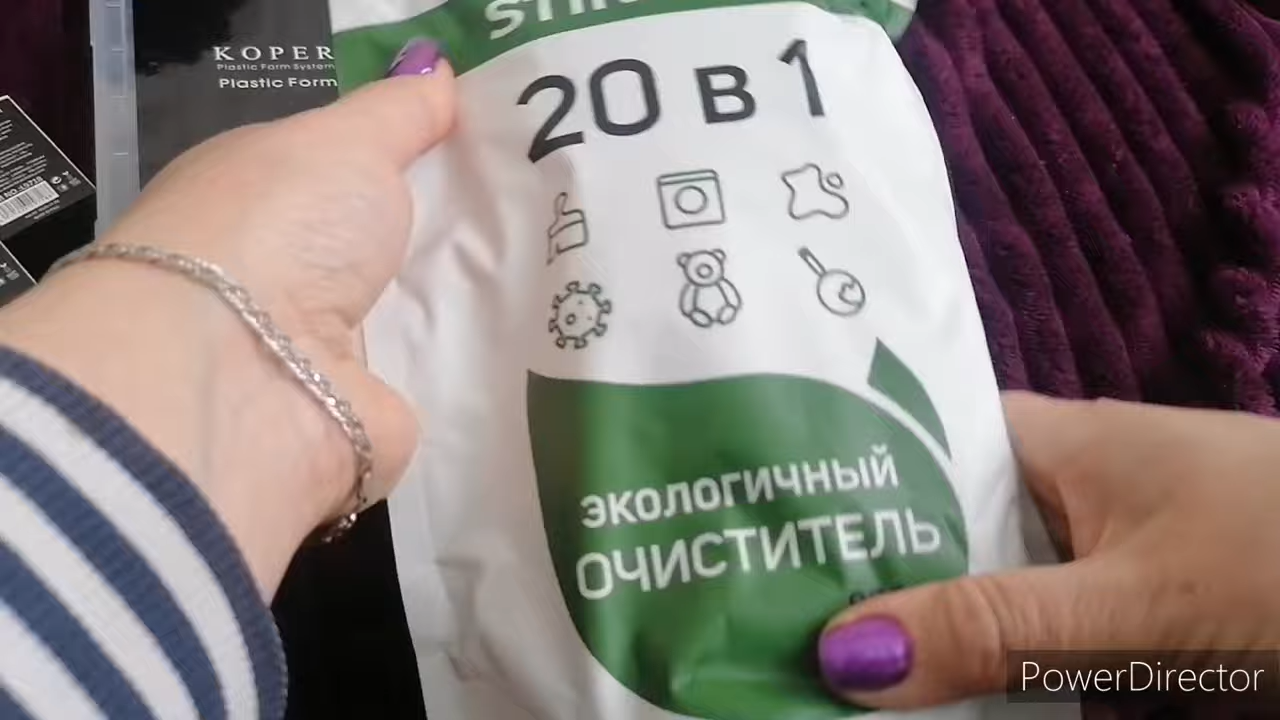 KOPER
Plastic Form System
Plastic Form
20 в 1
экологичный
ОЧИСТИТЕЛЬ
PowerDirector